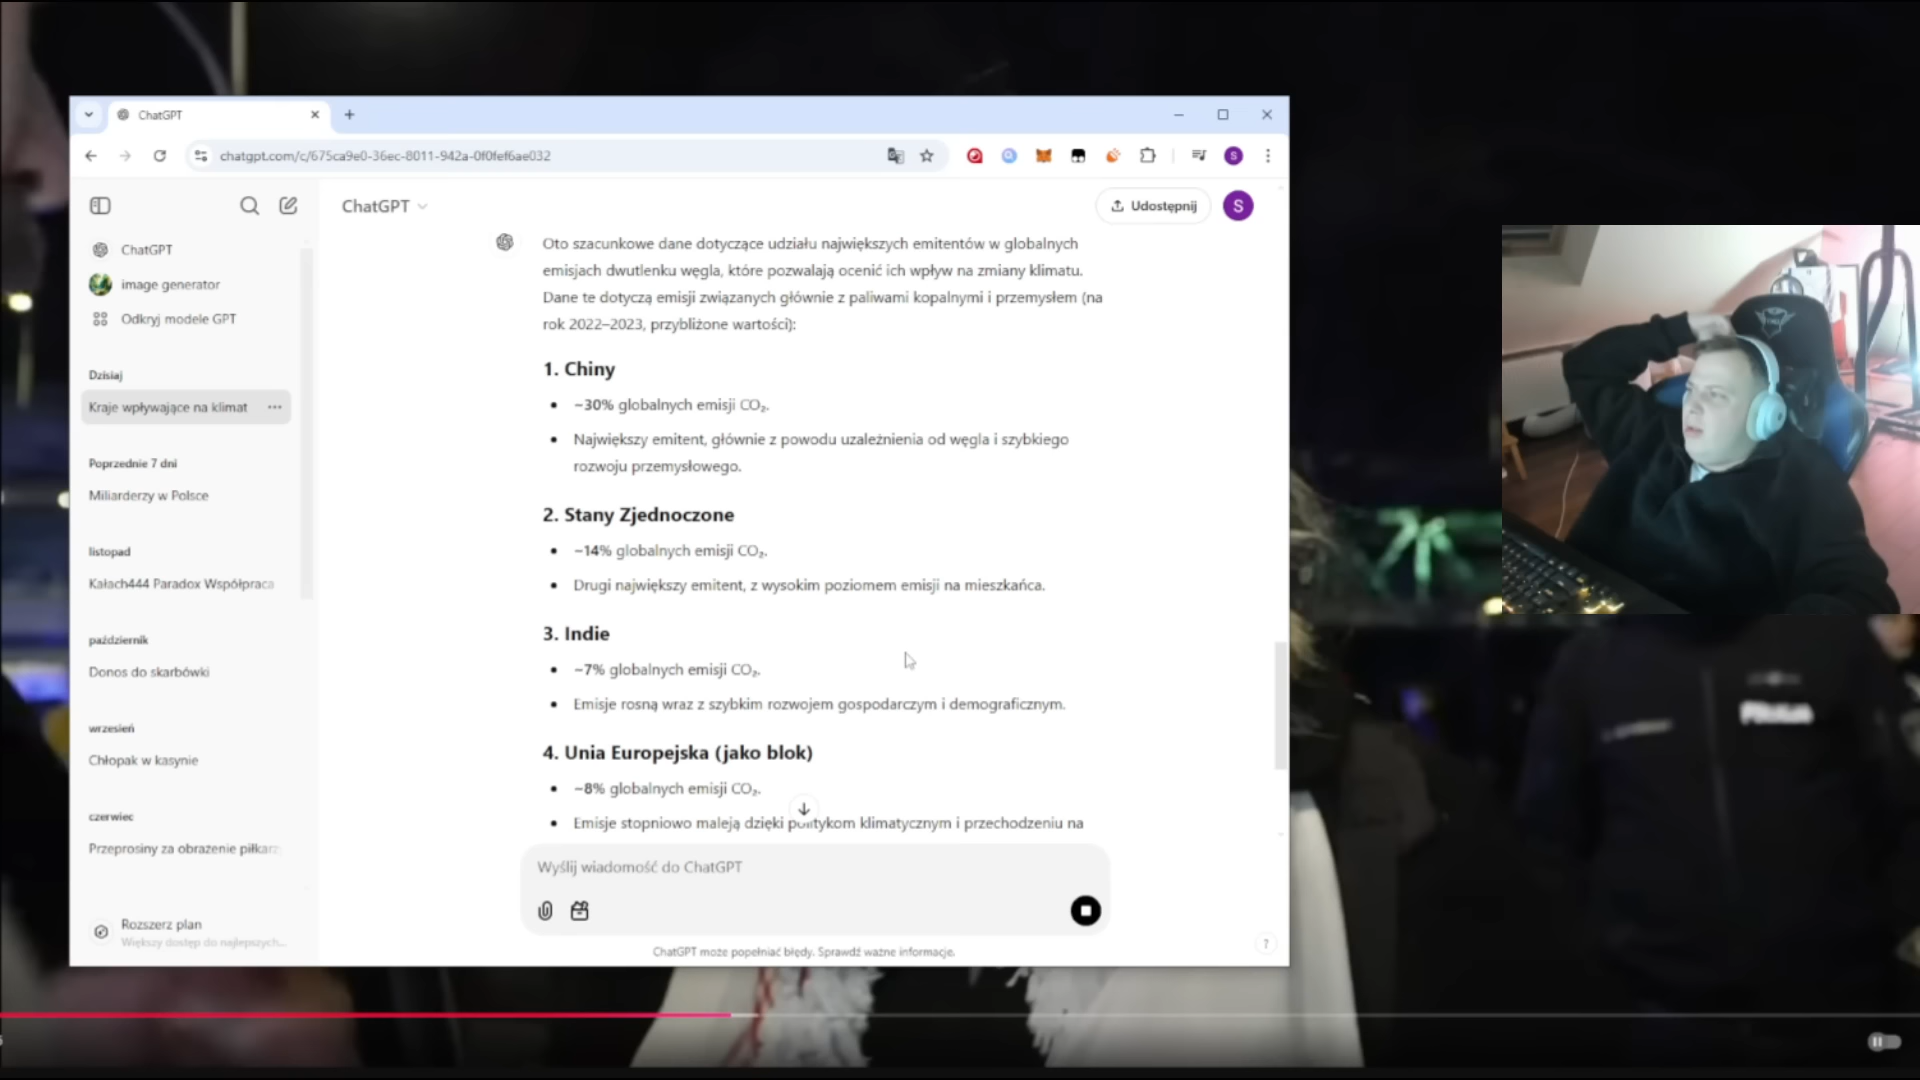 ChatGPT
chatgpt.com/c/675ca9e0-36ec-8011-942a-0f0fef6ae032
S
ChatGPT
Udostępnij
S
ChatGPT
image generator
Odkryj modele GPT
Dzisiaj
Kraje wpływające na klimat
Poprzednie 7 dni
Miliarderzy w Polsce
listopad
Kałach444 Paradox Współpraca
październik
Donos do skarbówki
wrzesień
Chłopak w kasynie
czerwiec
Przeprosiny za obrażenie piłkarz
Rozszerz plan
Większy dostęp do najlepszych...
Oto szacunkowe dane dotyczące udziału największych emitentów w globalnych
emisjach dwutlenku węgla, które pozwalają ocenić ich wpływ na zmiany klimatu.
Dane te dotyczą emisji związanych głównie z paliwami kopalnymi i przemysłem (na
rok 2022–2023, przybliżone wartości):
1. Chiny
• ~30% globalnych emisji CO₂.
• Największy emitent, głównie z powodu uzależnienia od węgla i szybkiego
rozwoju przemysłowego.
2. Stany Zjednoczone
• ~14% globalnych emisji CO₂.
• Drugi największy emitent, z wysokim poziomem emisji na mieszkańca.
3. Indie
• ~7% globalnych emisji CO₂.
• Emisje rosną wraz z szybkim rozwojem gospodarczym i demograficznym.
4. Unia Europejska (jako blok)
• ~8% globalnych emisji CO₂.
• Emisje stopniowo maleją dzięki politykom klimatycznym i przechodzeniu na
Wyślij wiadomość do ChatGPT
ChatGPT może popełniać błędy. Sprawdź ważne informacje.
?